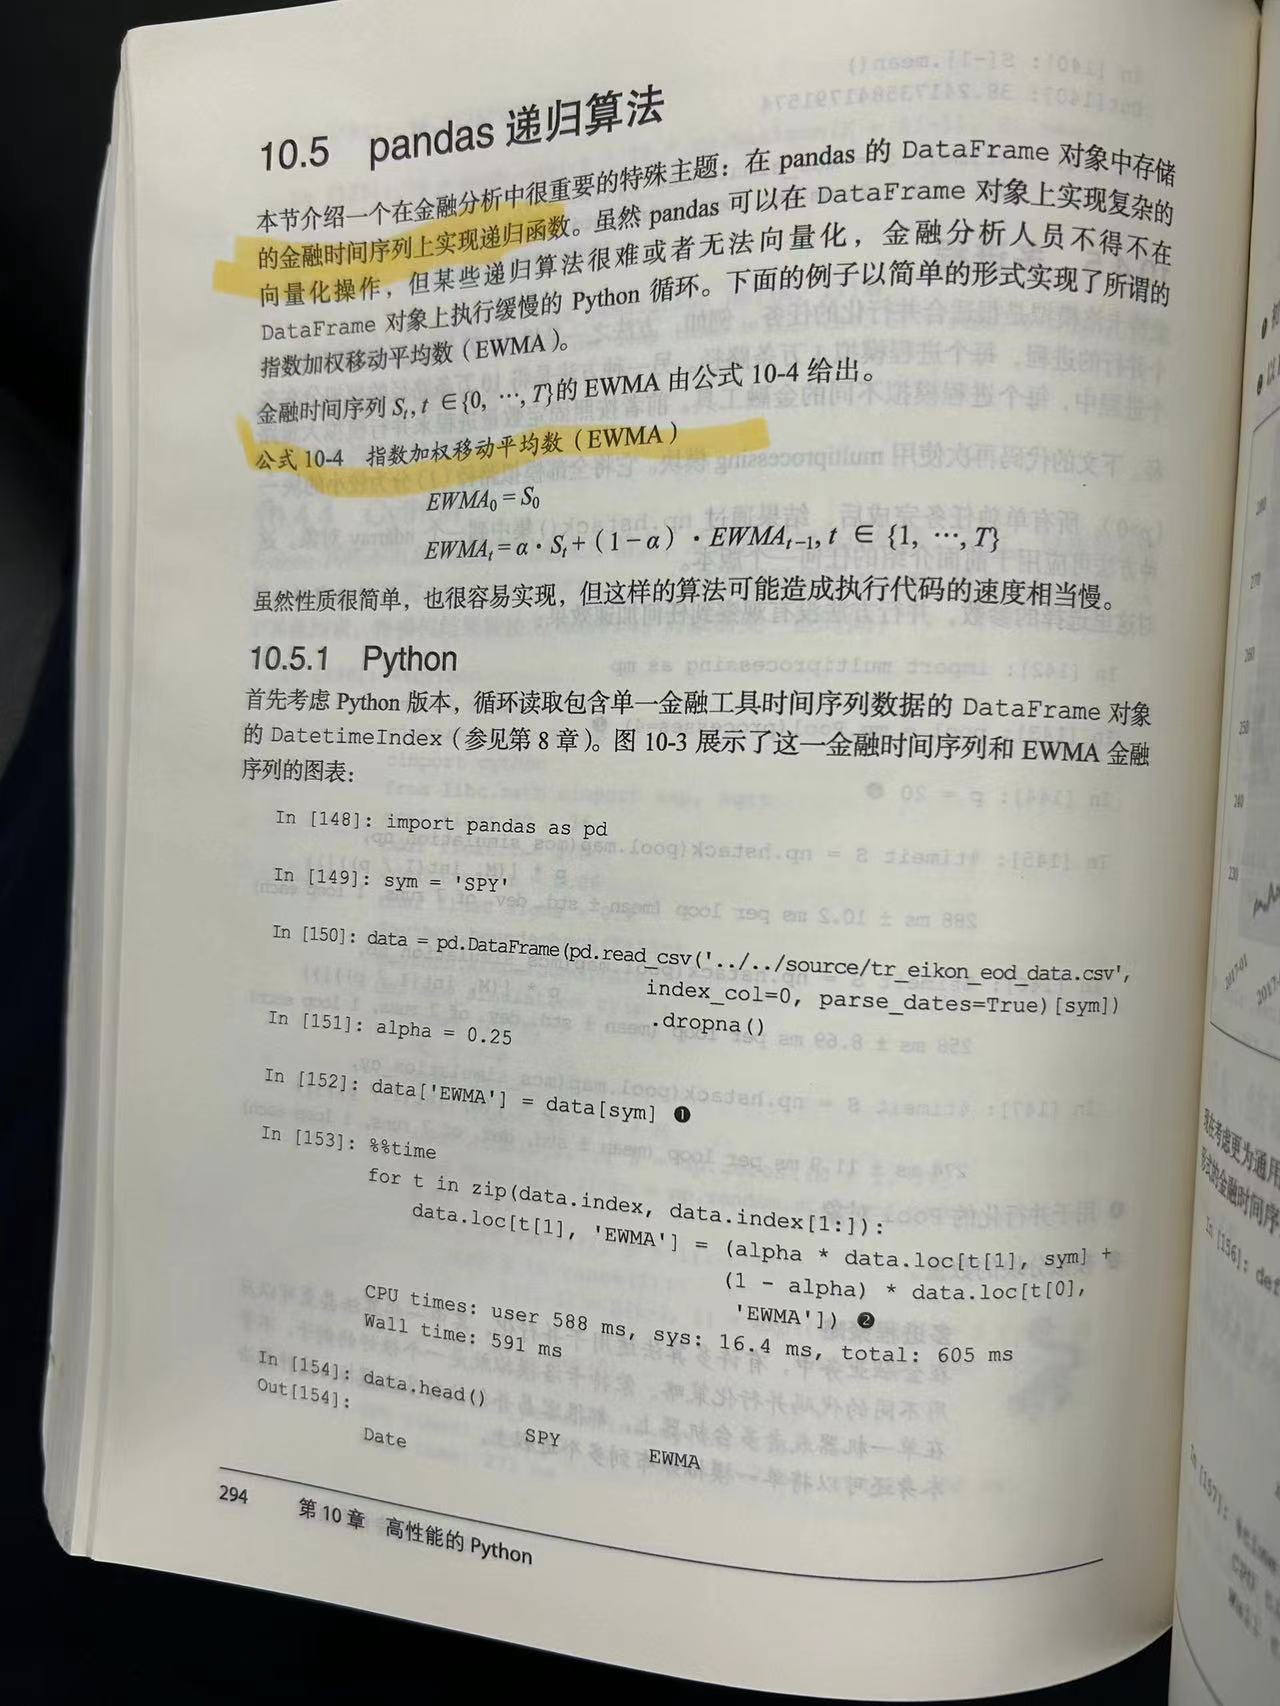 10.5 pandas 递归算法
本节介绍一个在金融分析中很重要的特殊主题：在 pandas 的 DataFrame 对象中存储
的金融时间序列上实现递归函数。虽然 pandas 可以在 DataFrame 对象上实现复杂的
向量化操作，但某些递归算法很难或者无法向量化，金融分析人员不得不在
DataFrame 对象上执行缓慢的 Python 循环。下面的例子以简单的形式实现了所谓的
指数加权移动平均数（EWMA）。
金融时间序列 Sₜ, t ∈{0, ⋯, T}的 EWMA 由公式 10-4 给出。
公式 10-4 指数加权移动平均数（EWMA）
EWMA₀ = S₀
EWMAₜ = α · Sₜ + (1 − α) · EWMAₜ₋₁, t ∈ {1, ⋯, T}
虽然性质很简单，也很容易实现，但这样的算法可能造成执行代码的速度相当慢。
10.5.1 Python
首先考虑 Python 版本，循环读取包含单一金融工具时间序列数据的 DataFrame 对象
的 DatetimeIndex（参见第 8 章）。图 10-3 展示了这一金融时间序列和 EWMA 金融
序列的图表：
In [148]: import pandas as pd
In [149]: sym = 'SPY'
In [150]: data = pd.DataFrame(pd.read_csv('../../source/tr_eikon_eod_data.csv',
index_col=0, parse_dates=True)[sym])
.dropna()
In [151]: alpha = 0.25
In [152]: data['EWMA'] = data[sym] ❶
In [153]: %%time
for t in zip(data.index, data.index[1:]):
data.loc[t[1], 'EWMA'] = (alpha * data.loc[t[1], sym] +
(1 - alpha) * data.loc[t[0],
'EWMA']) ❷
CPU times: user 588 ms, sys: 16.4 ms, total: 605 ms
Wall time: 591 ms
In [154]: data.head()
Out[154]:
SPY EWMA
Date
294 第 10 章 高性能的 Python